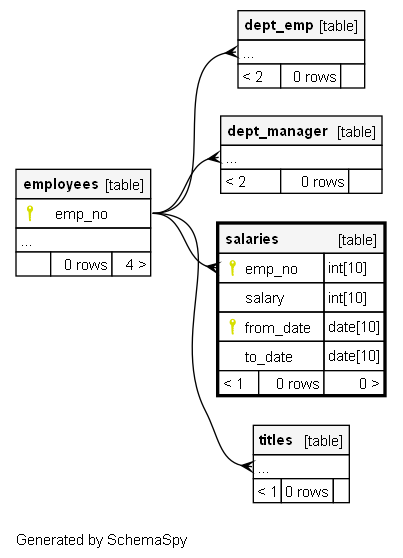 dept_emp [table]
...
< 2 0 rows
dept_manager [table]
...
< 2 0 rows
employees [table]
emp_no
...
0 rows 4 >
salaries [table]
emp_no int[10]
salary int[10]
from_date date[10]
to_date date[10]
< 1 0 rows 0 >
titles [table]
...
< 1 0 rows
Generated by SchemaSpy